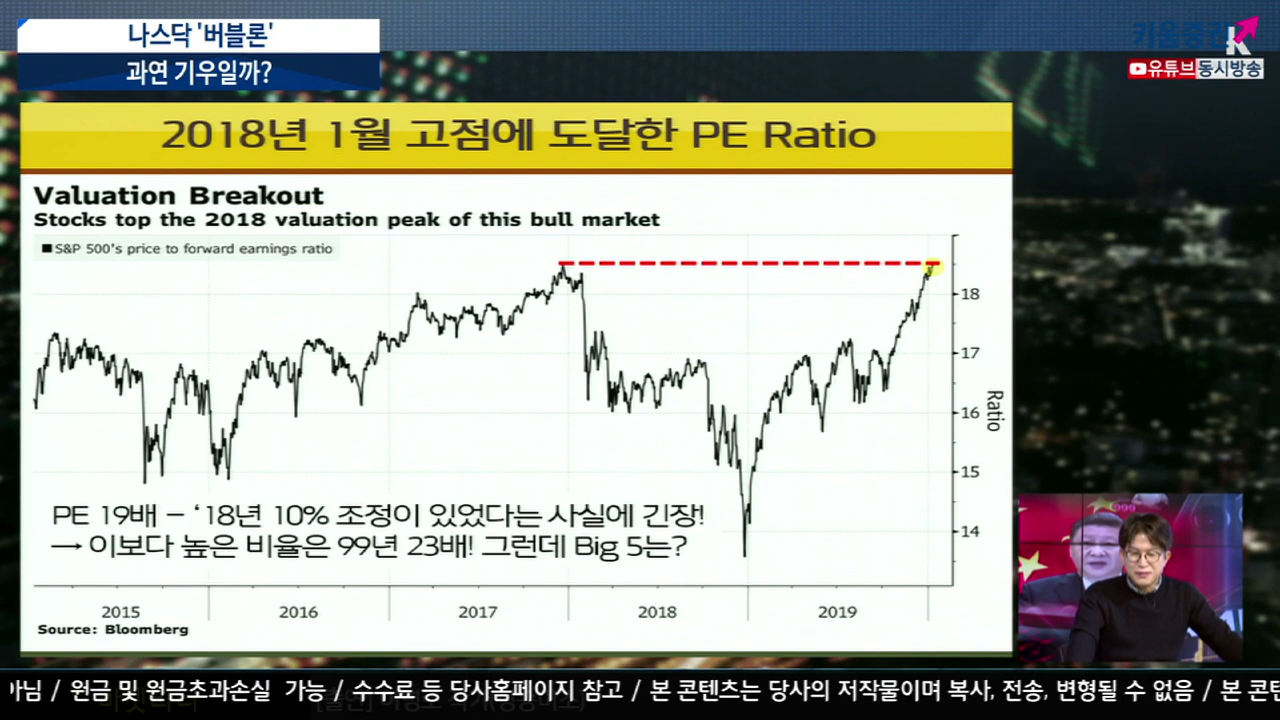 나스닥 '버블론'
과연 기우일까?
키움증권
유튜브 동시방송
2018년 1월 고점에 도달한 PE Ratio
Valuation Breakout
Stocks top the 2018 valuation peak of this bull market
S&P 500's price to forward earnings ratio
18
17
16
15
14
Ratio
PE 19배 – ‘18년 10% 조정이 있었다는 사실에 긴장!
→ 이보다 높은 비율은 99년 23배! 그런데 Big 5는?
2015 2016 2017 2018 2019
Source: Bloomberg
아님 / 원금 및 원금초과손실 가능 / 수수료 등 당사홈페이지 참고 / 본 콘텐츠는 당사의 저작물이며 복사, 전송, 변형될 수 없음 / 본 콘텐